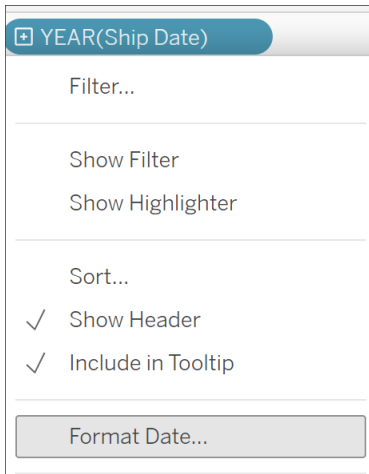 YEAR(Ship Date)
Filter...
Show Filter
Show Highlighter
Sort...
Show Header
Include in Tooltip
Format Date...